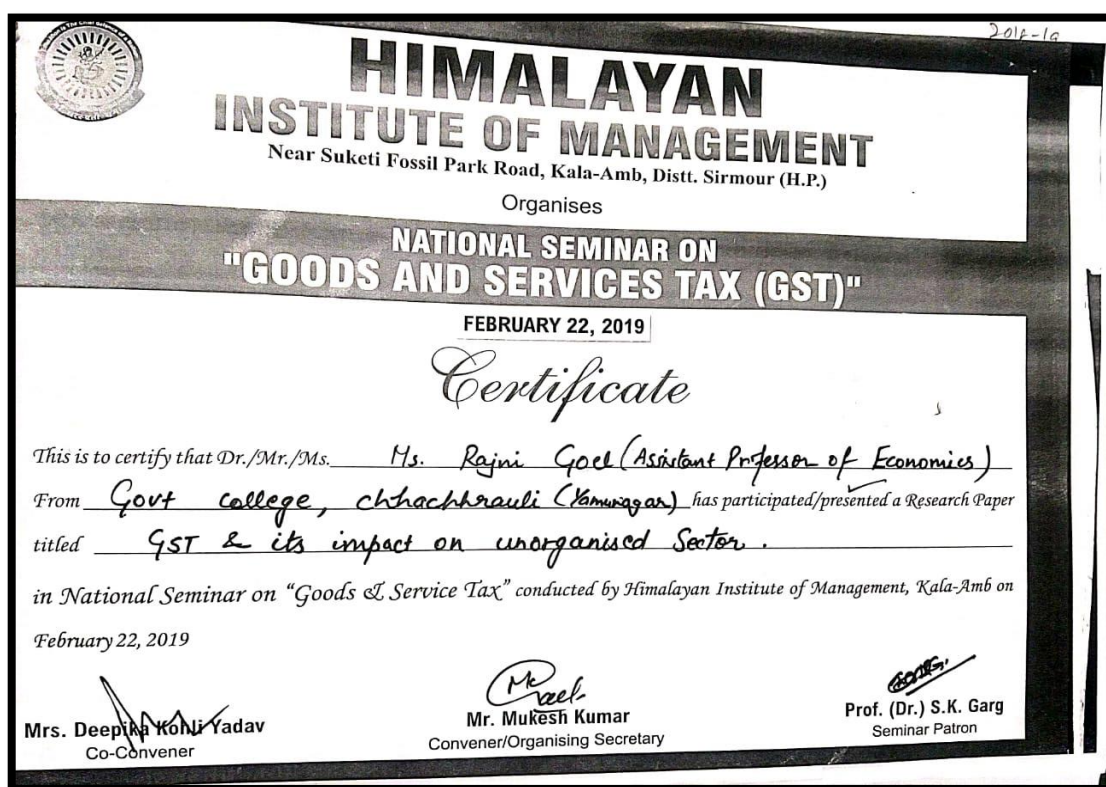 2018-19
HIMALAYAN
INSTITUTE OF MANAGEMENT
Near Suketi Fossil Park Road, Kala-Amb, Distt. Sirmour (H.P.)
Organises
NATIONAL SEMINAR ON
"GOODS AND SERVICES TAX (GST)"
FEBRUARY 22, 2019
Certificate
This is to certify that Dr./Mr./Ms. Ms. Rajni Goel (Assistant Professor of Economics)
From Govt college, chhachhrauli (Yamunagar) has participated/presented a Research Paper
titled GST & its impact on unorganised Sector.
in National Seminar on “Goods & Service Tax” conducted by Himalayan Institute of Management, Kala-Amb on
February 22, 2019
Mrs. Deepika Kohli Yadav
Co-Convener
Mr. Mukesh Kumar
Convener/Organising Secretary
Prof. (Dr.) S.K. Garg
Seminar Patron